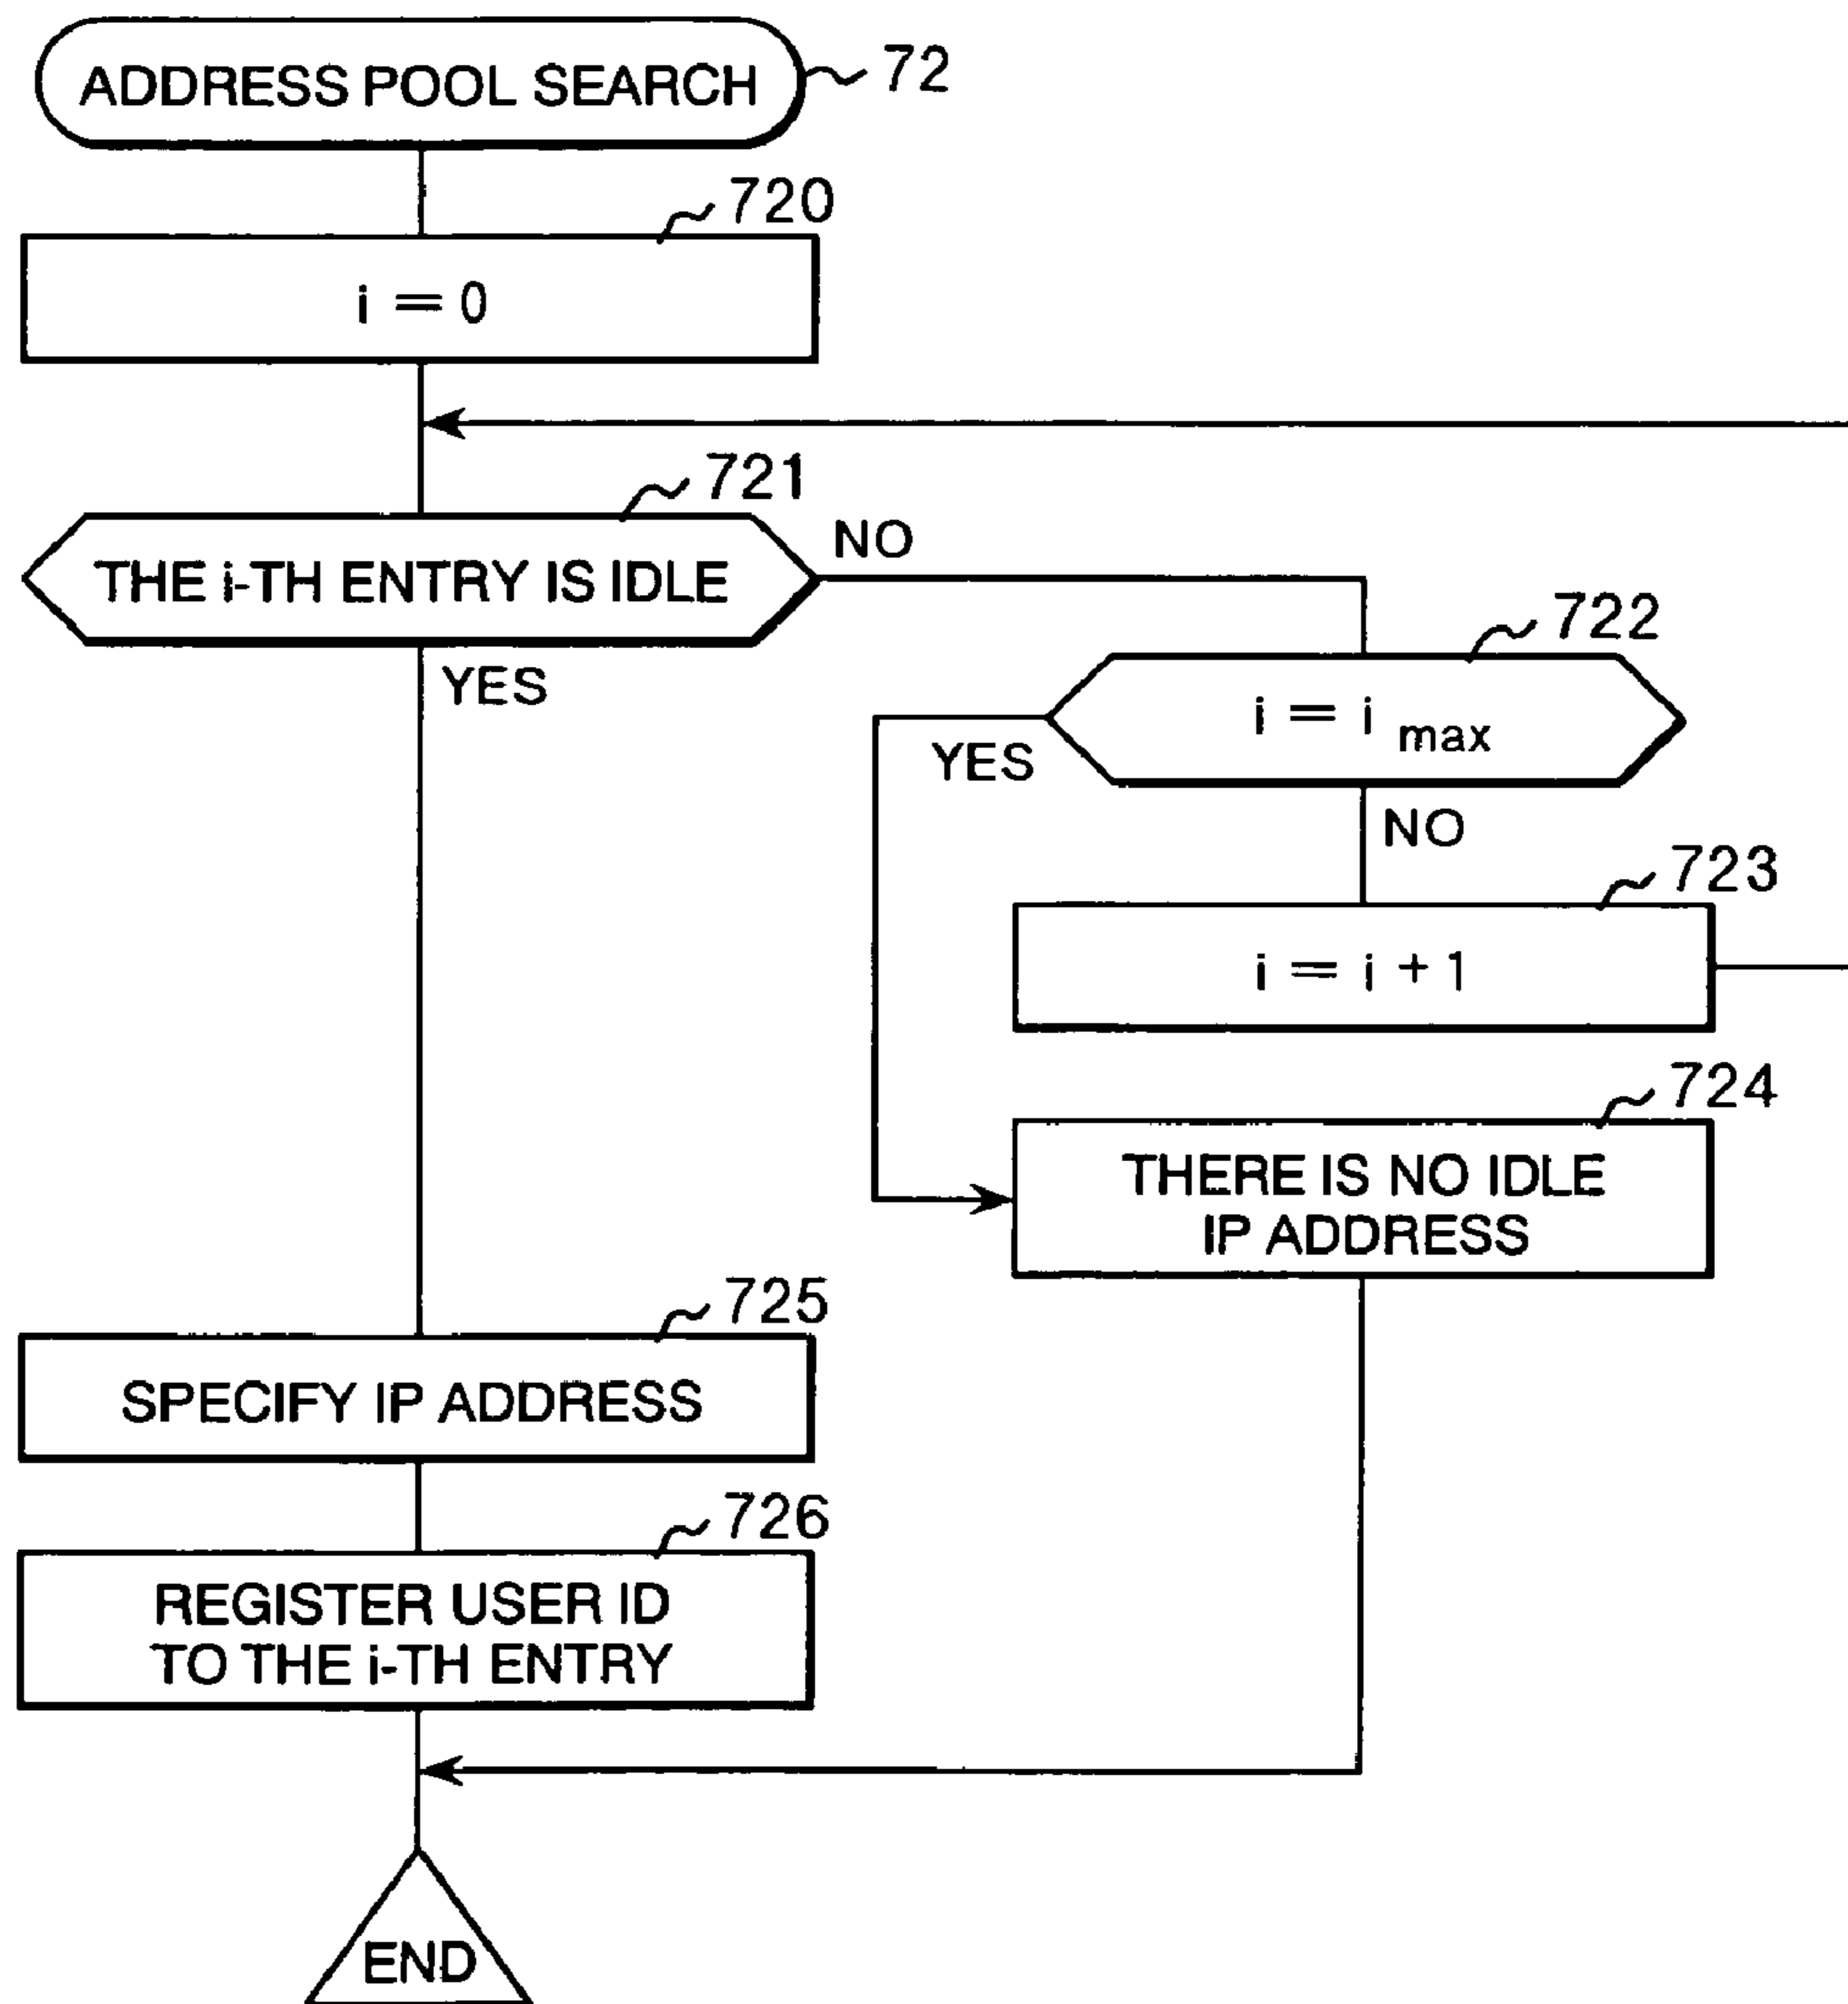 ADDRESS POOL SEARCH
72
720
i = 0
721
THE i-TH ENTRY IS IDLE
NO
YES
722
i = i max
YES
NO
723
i = i + 1
724
THERE IS NO IDLE
IP ADDRESS
725
SPECIFY IP ADDRESS
726
REGISTER USER ID
TO THE i-TH ENTRY
END